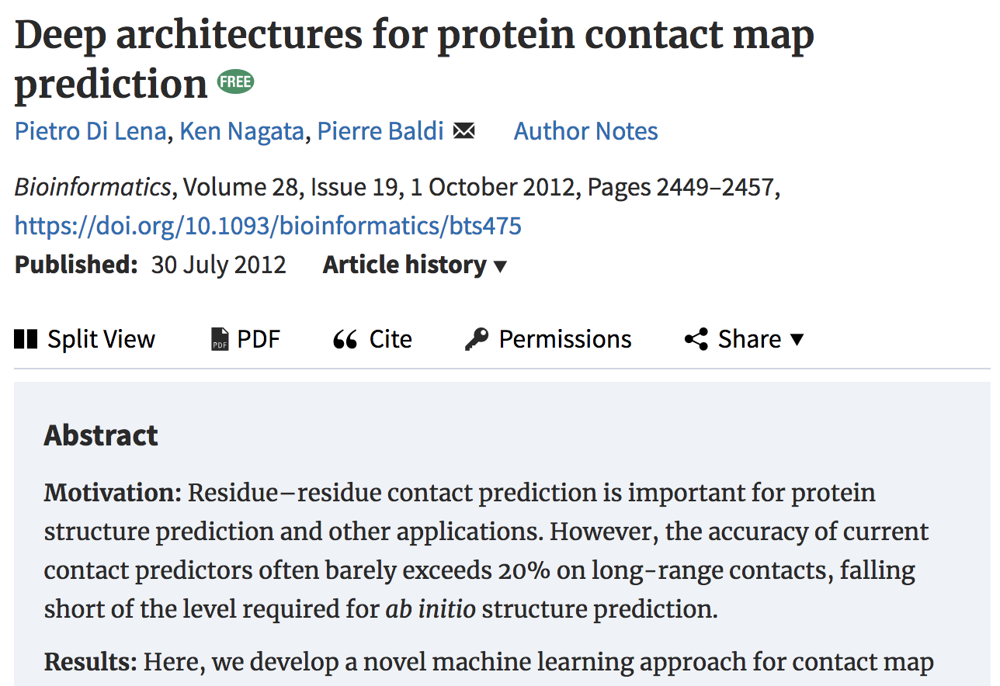 Deep architectures for protein contact map
prediction FREE
Pietro Di Lena, Ken Nagata, Pierre Baldi Author Notes
Bioinformatics, Volume 28, Issue 19, 1 October 2012, Pages 2449–2457,
https://doi.org/10.1093/bioinformatics/bts475
Published: 30 July 2012 Article history ▼
Split View PDF PDF Cite Permissions Share ▼
Abstract
Motivation: Residue–residue contact prediction is important for protein
structure prediction and other applications. However, the accuracy of current
contact predictors often barely exceeds 20% on long-range contacts, falling
short of the level required for ab initio structure prediction.
Results: Here, we develop a novel machine learning approach for contact map